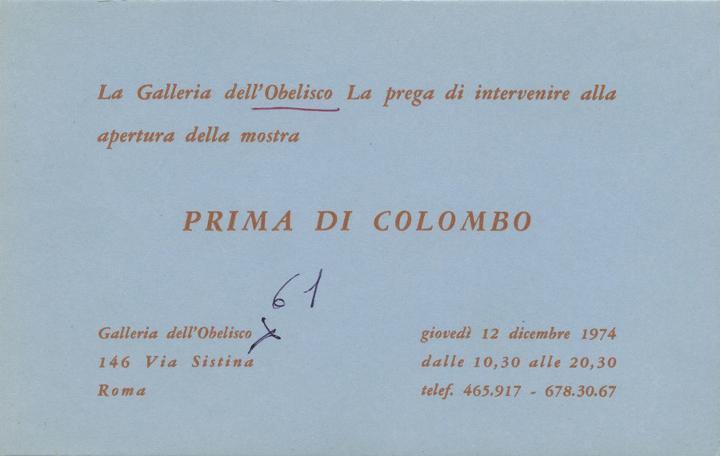 La Galleria dell'Obelisco La prega di intervenire alla
apertura della mostra
PRIMA DI COLOMBO
61
Galleria dell'Obelisco
146 Via Sistina
Roma
giovedì 12 dicembre 1974
dalle 10,30 alle 20,30
telef. 465.917 - 678.30.67